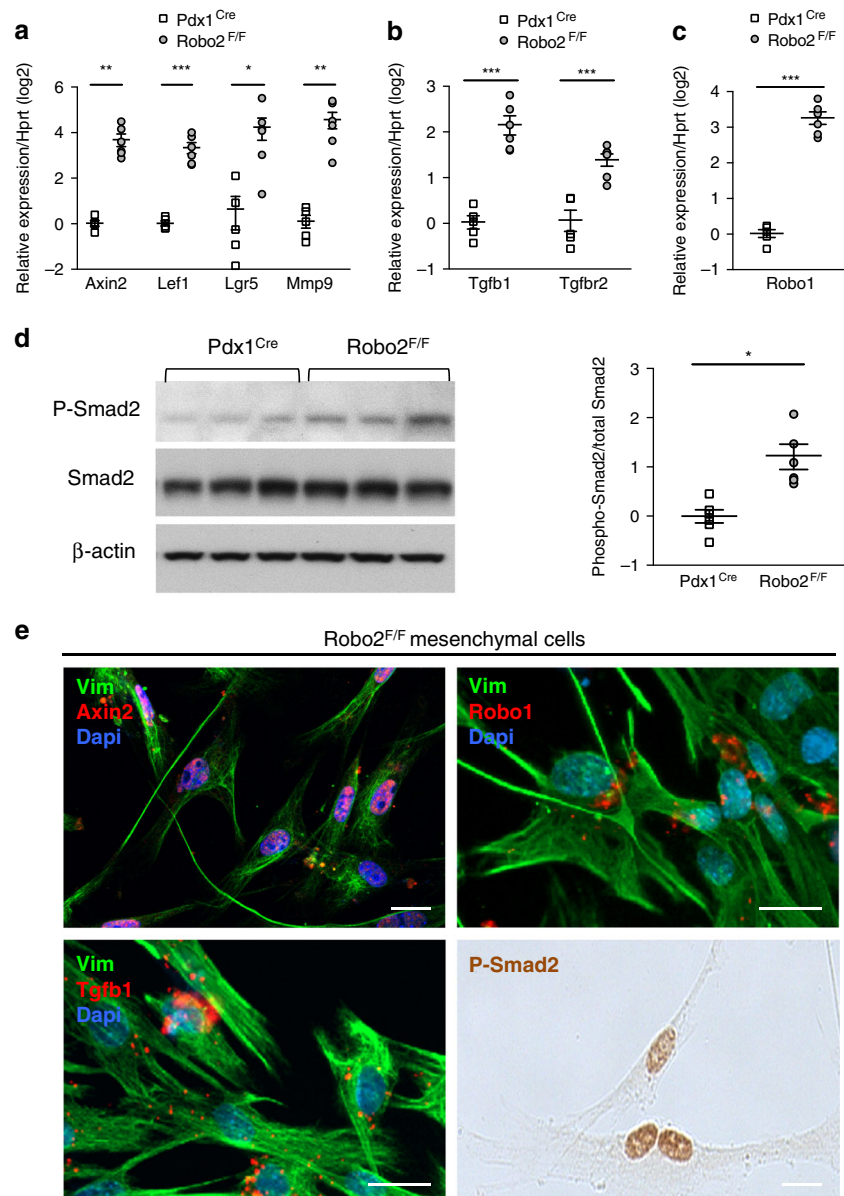 a
Pdx1Cre
Robo2F/F
Relative expression/Hprt (log2)
6
4
2
0
–2
**
***
*
**
Axin2 Lef1 Lgr5 Mmp9
b
Pdx1Cre
Robo2F/F
Relative expression/Hprt (log2)
3
2
1
0
–1
***
***
Tgfb1 Tgfbr2
c
Pdx1Cre
Robo2F/F
Relative expression/Hprt (log2)
4
3
2
1
0
–1
***
Robo1
d
Pdx1Cre Robo2F/F
P-Smad2
Smad2
β-actin
Phospho-Smad2/total Smad2
3
2
1
0
–1
*
Pdx1Cre Robo2F/F
e
Robo2F/F mesenchymal cells
Vim
Axin2
Dapi
Vim
Robo1
Dapi
Vim
Tgfb1
Dapi
P-Smad2